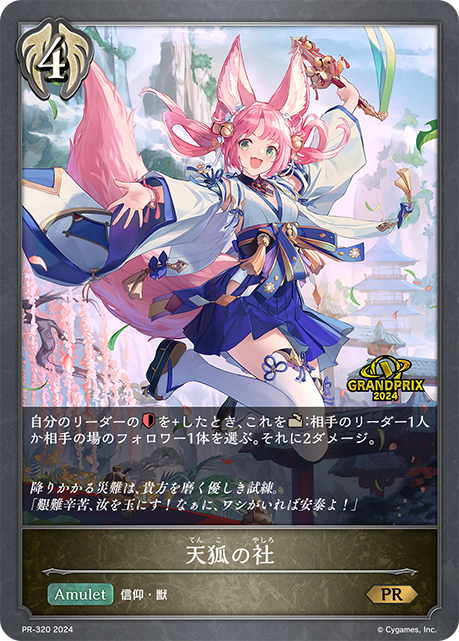 4
GRANDPRIX
2024
自分のリーダーのを+したとき、これを:相手のリーダー1人
か相手の場のフォロワー1体を選ぶ。それに2ダメージ。
降りかかる災難は、貴方を磨く優しき試練。
「艱難辛苦、汝を玉にす！なぁに、ワシがいれば安泰よ！」
てんこ やしろ
天狐の社
Amulet 信仰・獣
PR
PR-320 2024
© Cygames, Inc.